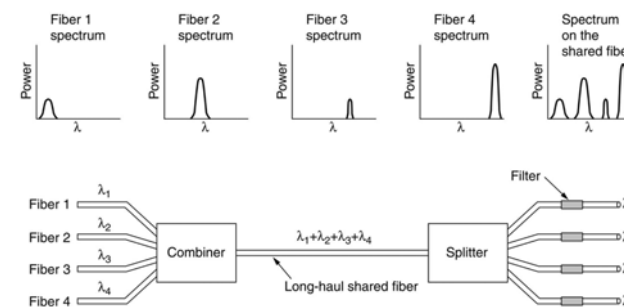 Fiber 1
spectrum
Fiber 2
spectrum
Fiber 3
spectrum
Fiber 4
spectrum
Spectrum
on the
Power
Power
Power
Power
Power
λ
λ
λ
λ
λ
Filter
Fiber 1
λ1
Fiber 2
λ2
Fiber 3
λ3
Fiber 4
λ4
Combiner
λ1+λ2+λ3+λ4
Long-haul shared fiber
Splitter